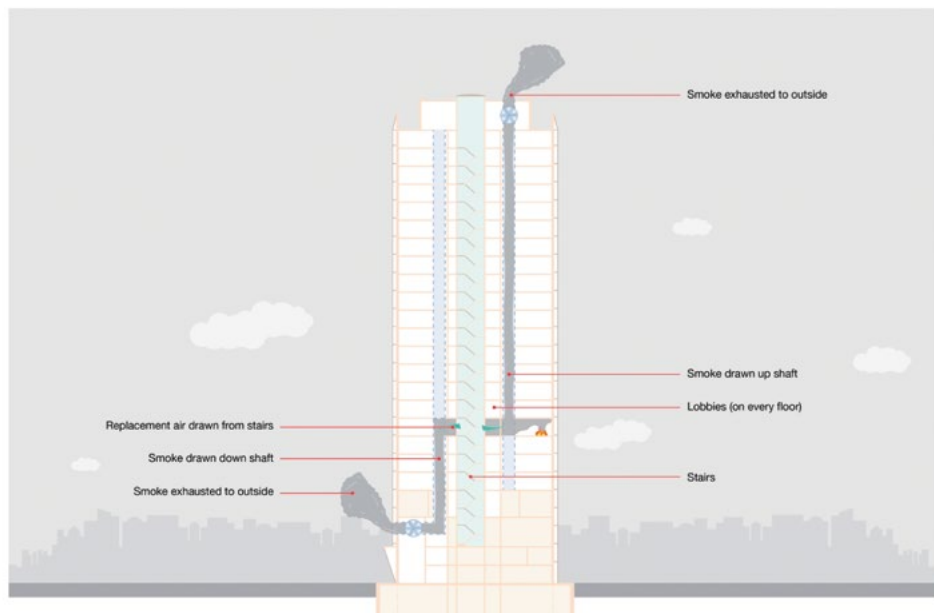 Smoke exhausted to outside
Smoke drawn up shaft
Lobbies (on every floor)
Replacement air drawn from stairs
Smoke drawn down shaft
Stairs
Smoke exhausted to outside